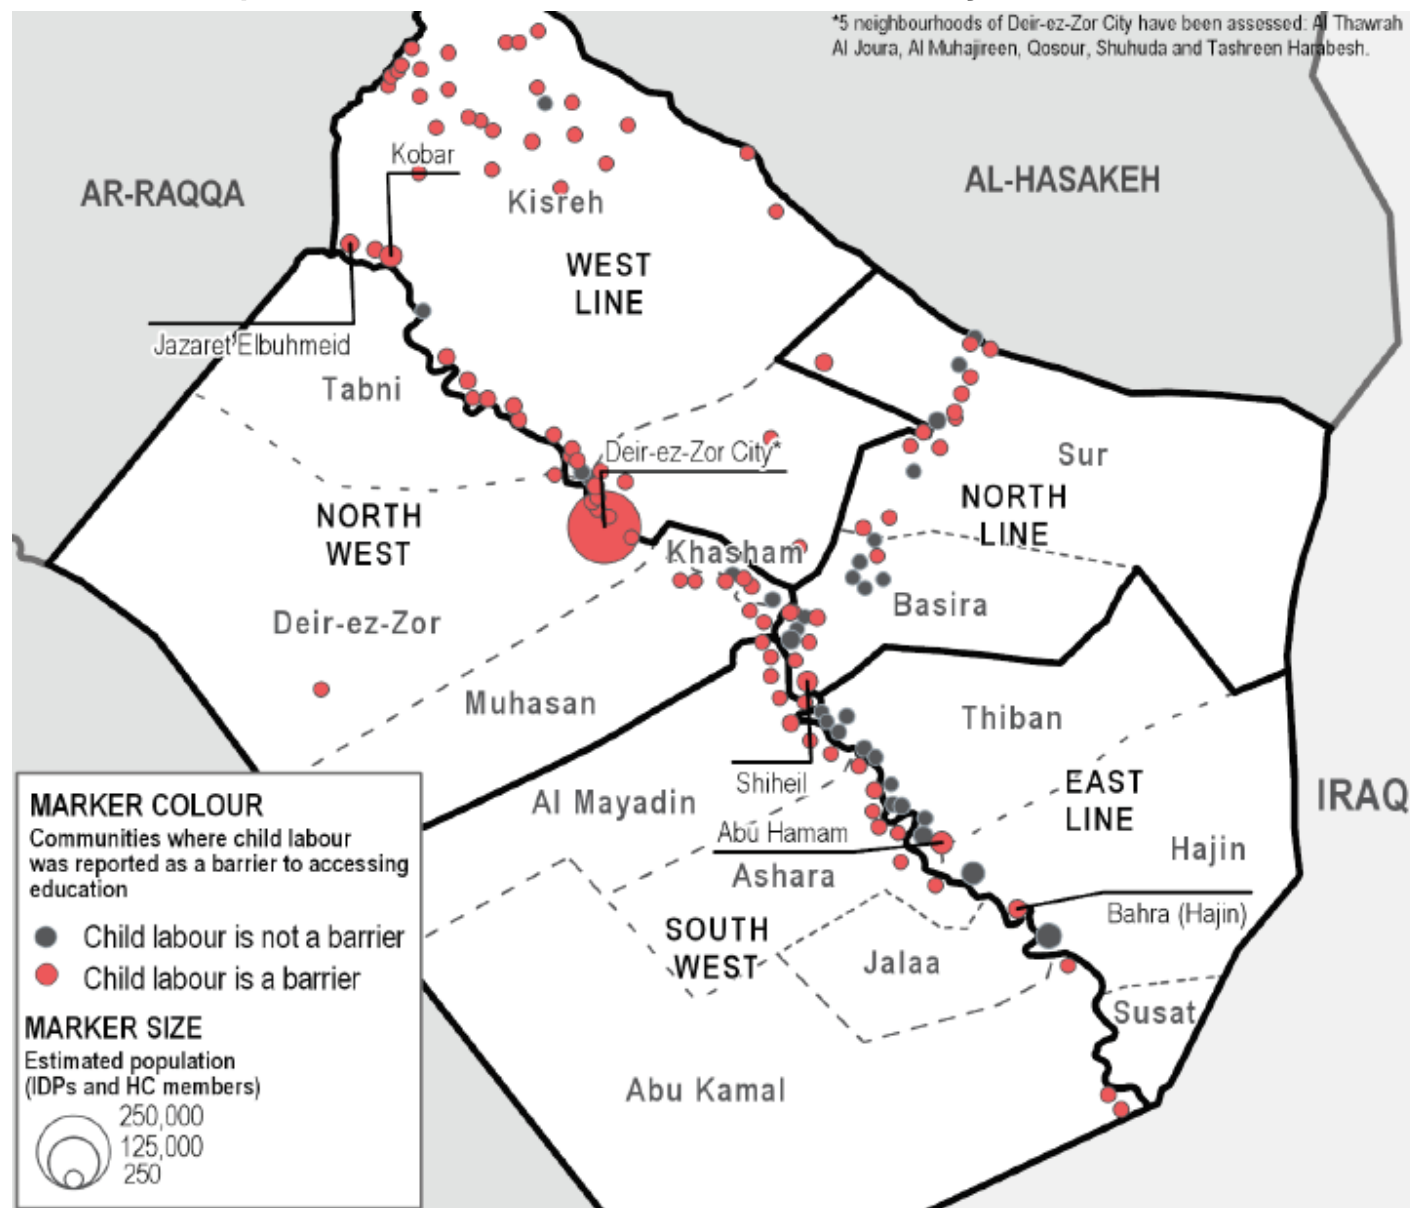 *5 neighbourhoods of Deir-ez-Zor City have been assessed: Al Thawrah
Al Joura, Al Muhajireen, Qosour, Shuhuda and Tashreen Harabesh.
Kobar
AR-RAQQA
AL-HASAKEH
Kisreh
WEST
LINE
Jazaret Elbuhmeid
Tabni
Deir-ez-Zor City*
Sur
NORTH
WEST
NORTH
LINE
Khasham
Basira
Deir-ez-Zor
Muhasan
Thiban
Shiheil
EAST
LINE
IRAQ
Al Mayadin
Abu Hamam
Hajin
Ashara
Bahra (Hajin)
SOUTH
WEST
Jalaa
Susat
Abu Kamal
MARKER COLOUR
Communities where child labour
was reported as a barrier to accessing
education
Child labour is not a barrier
Child labour is a barrier
MARKER SIZE
Estimated population
(IDPs and HC members)
250,000
125,000
250